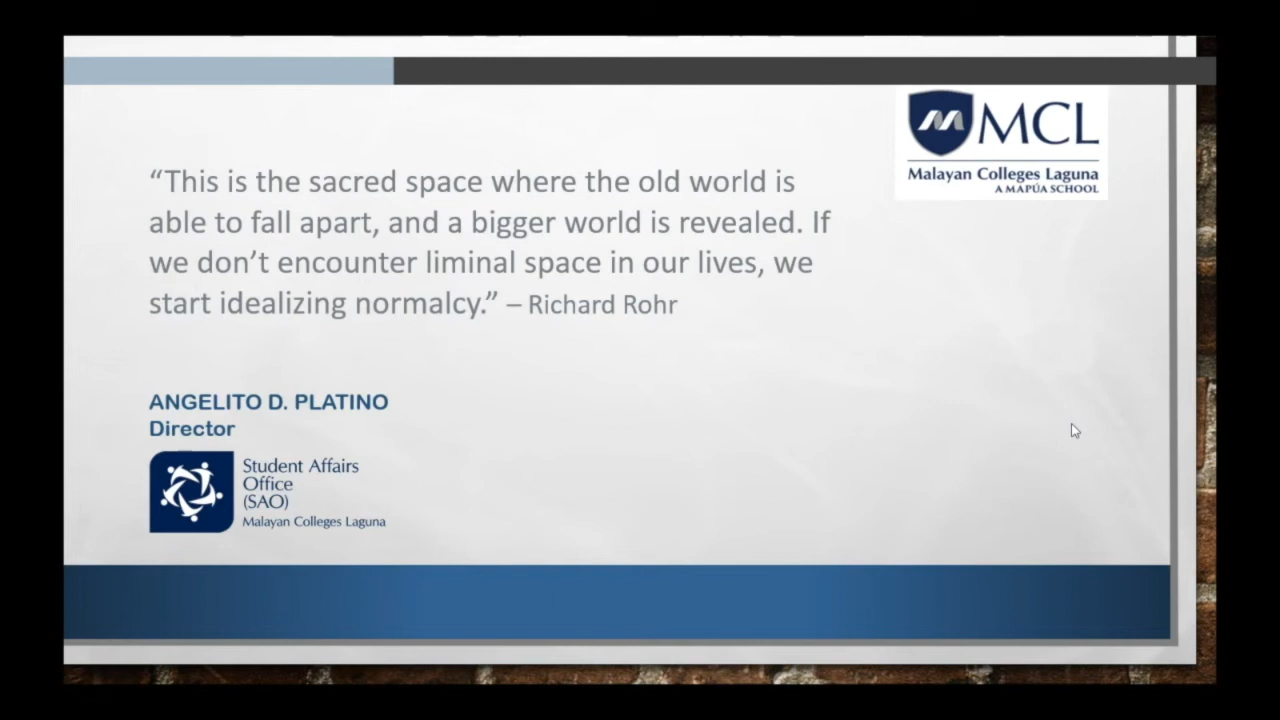 MCL
Malayan Colleges Laguna
A MAPÚA SCHOOL
“This is the sacred space where the old world is
able to fall apart, and a bigger world is revealed. If
we don’t encounter liminal space in our lives, we
start idealizing normalcy.” – Richard Rohr
ANGELITO D. PLATINO
Director
Student Affairs
Office
(SAO)
Malayan Colleges Laguna